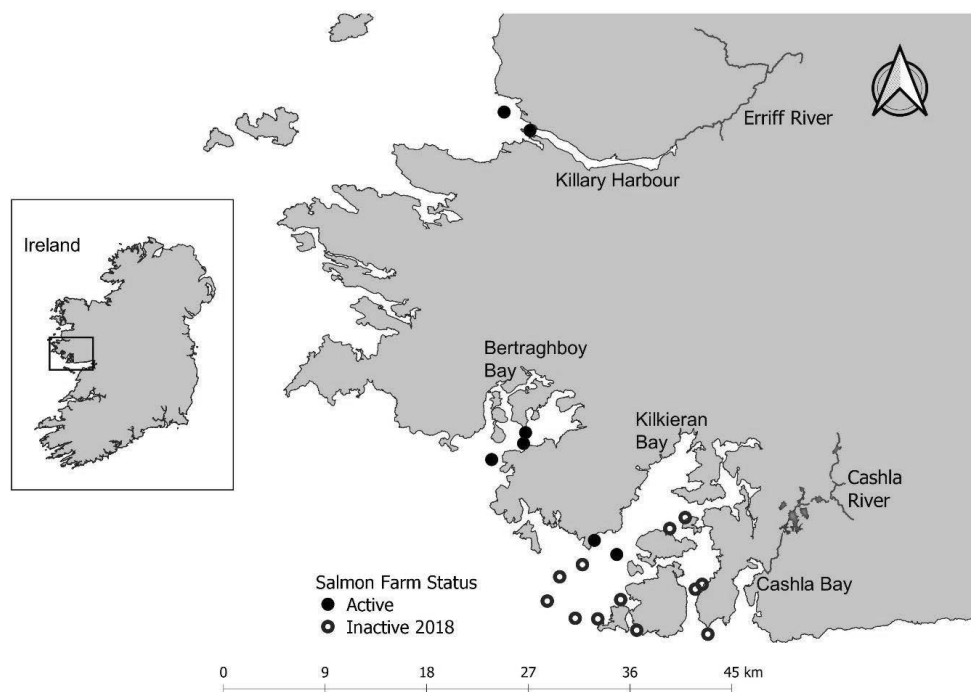 Erriff River
Killary Harbour
Ireland
Bertraghboy
Bay
Kilkieran
Bay
Cashla
River
Cashla Bay
Salmon Farm Status
Active
Inactive 2018
0 9 18 27 36 45 km